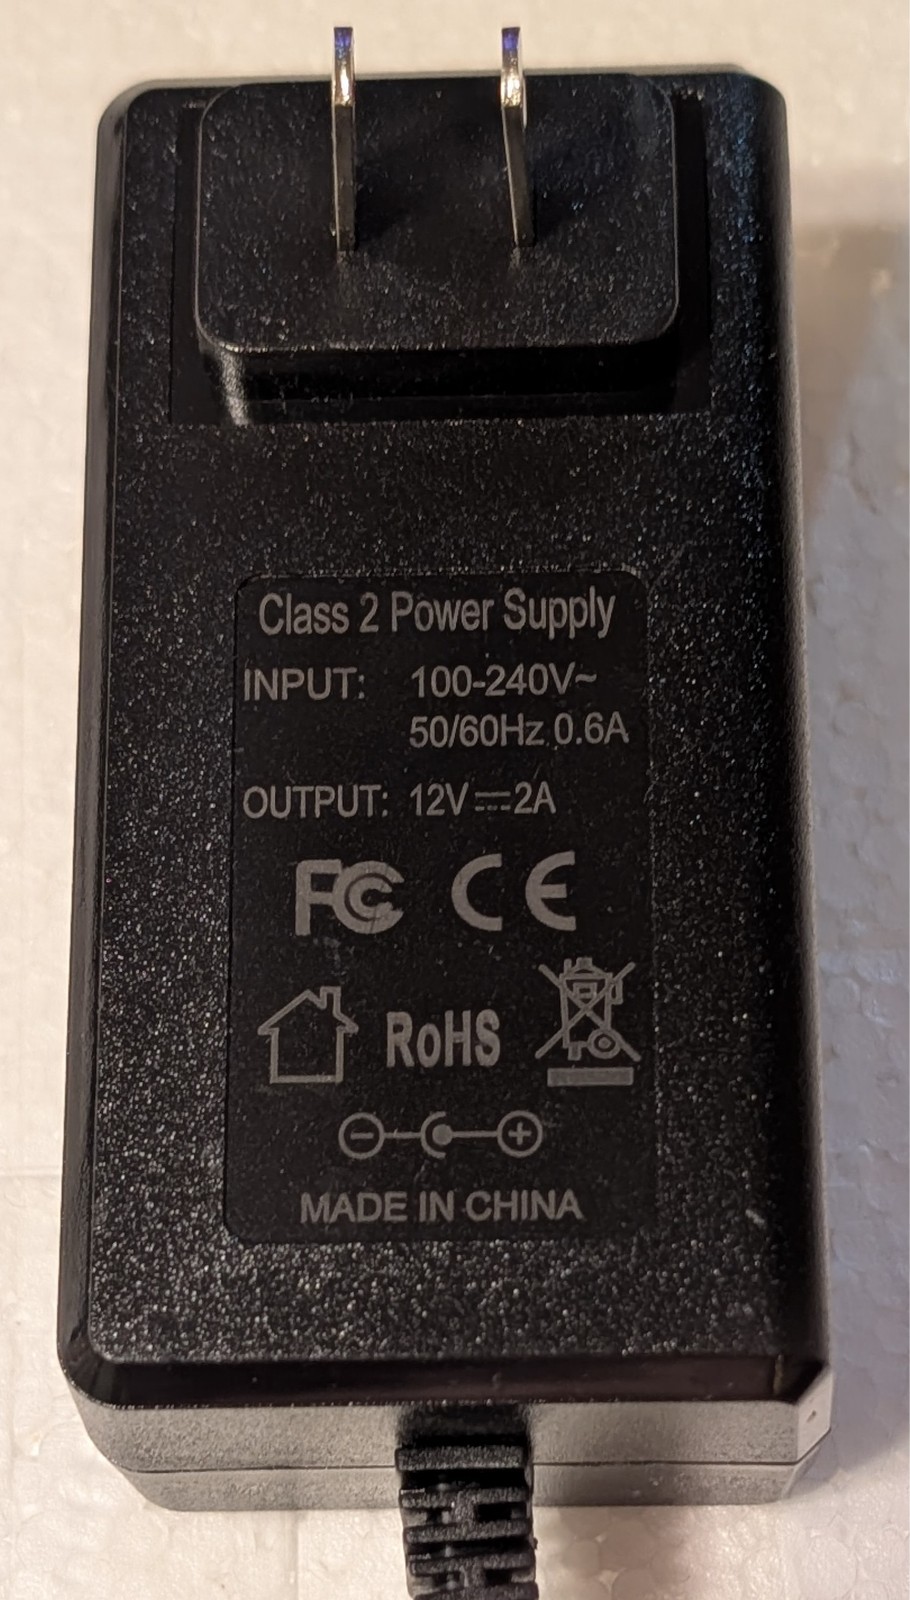 Class 2 Power Supply
INPUT: 100-240V~
50/60Hz 0.6A
OUTPUT: 12V⎓2A
FC CE
RoHS
MADE IN CHINA